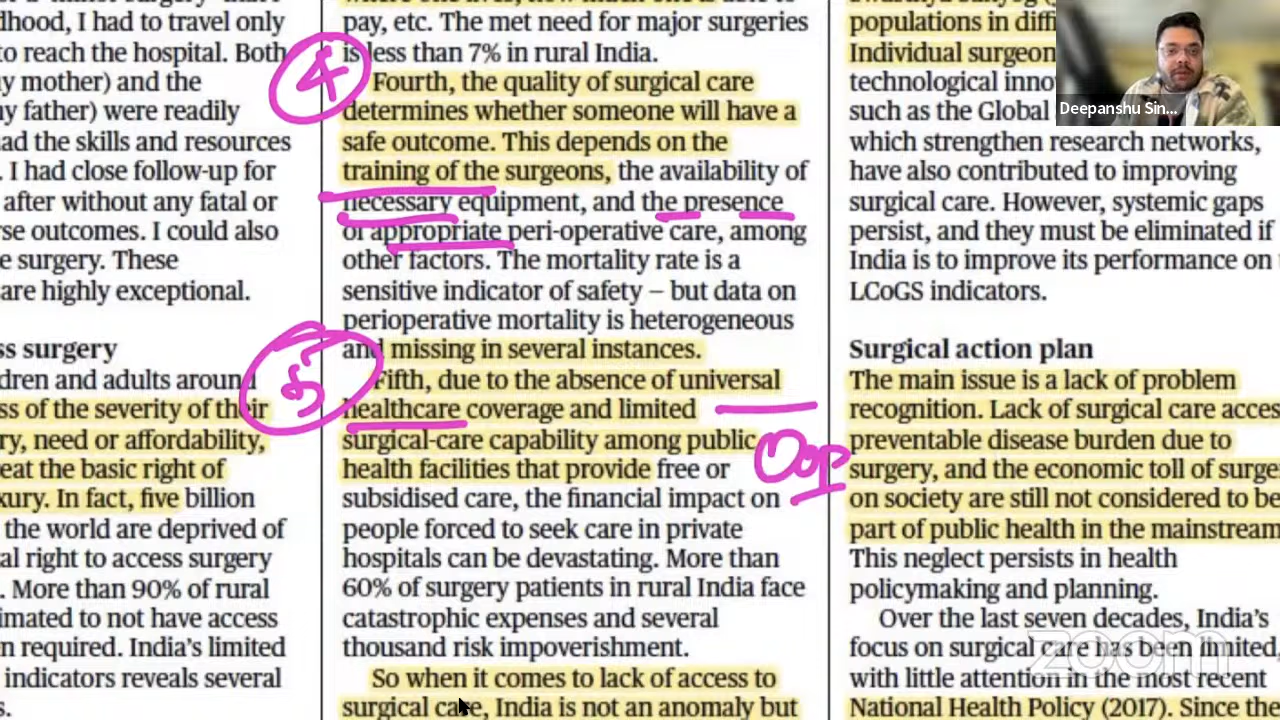 dhood, I had to travel only
to reach the hospital. Both
y mother) and the
y father) were readily
ad the skills and resources
. I had close follow-up for
after without any fatal or
rse outcomes. I could also
e surgery. These
are highly exceptional.
ss surgery
dren and adults around
ss of the severity of their
ry, need or affordability,
eat the basic right of
xury. In fact, five billion
the world are deprived of
al right to access surgery
. More than 90% of rural
imated to not have access
n required. India's limited
indicators reveals several
s.
pay, etc. The met need for major surgeries
is less than 7% in rural India.
4
Fourth, the quality of surgical care
determines whether someone will have a
safe outcome. This depends on the
training of the surgeons, the availability of
necessary equipment, and the presence
of appropriate peri-operative care, among
other factors. The mortality rate is a
sensitive indicator of safety – but data on
perioperative mortality is heterogeneous
and missing in several instances.
5
Fifth, due to the absence of universal
healthcare coverage and limited
surgical-care capability among public
OOP
health facilities that provide free or
subsidised care, the financial impact on
people forced to seek care in private
hospitals can be devastating. More than
60% of surgery patients in rural India face
catastrophic expenses and several
thousand risk impoverishment.
So when it comes to lack of access to
surgical care, India is not an anomaly but
populations in diffi
Individual surgeon
technological inno
such as the Global
which strengthen research networks,
have also contributed to improving
surgical care. However, systemic gaps
persist, and they must be eliminated if
India is to improve its performance on
LCoGS indicators.
Surgical action plan
The main issue is a lack of problem
recognition. Lack of surgical care acces
preventable disease burden due to
surgery, and the economic toll of surge
on society are still not considered to be
part of public health in the mainstream
This neglect persists in health
policymaking and planning.
Over the last seven decades, India's
focus on surgical care has been limited,
with little attention in the most recent
National Health Policy (2017). Since the
Deepanshu Sin...
zoom